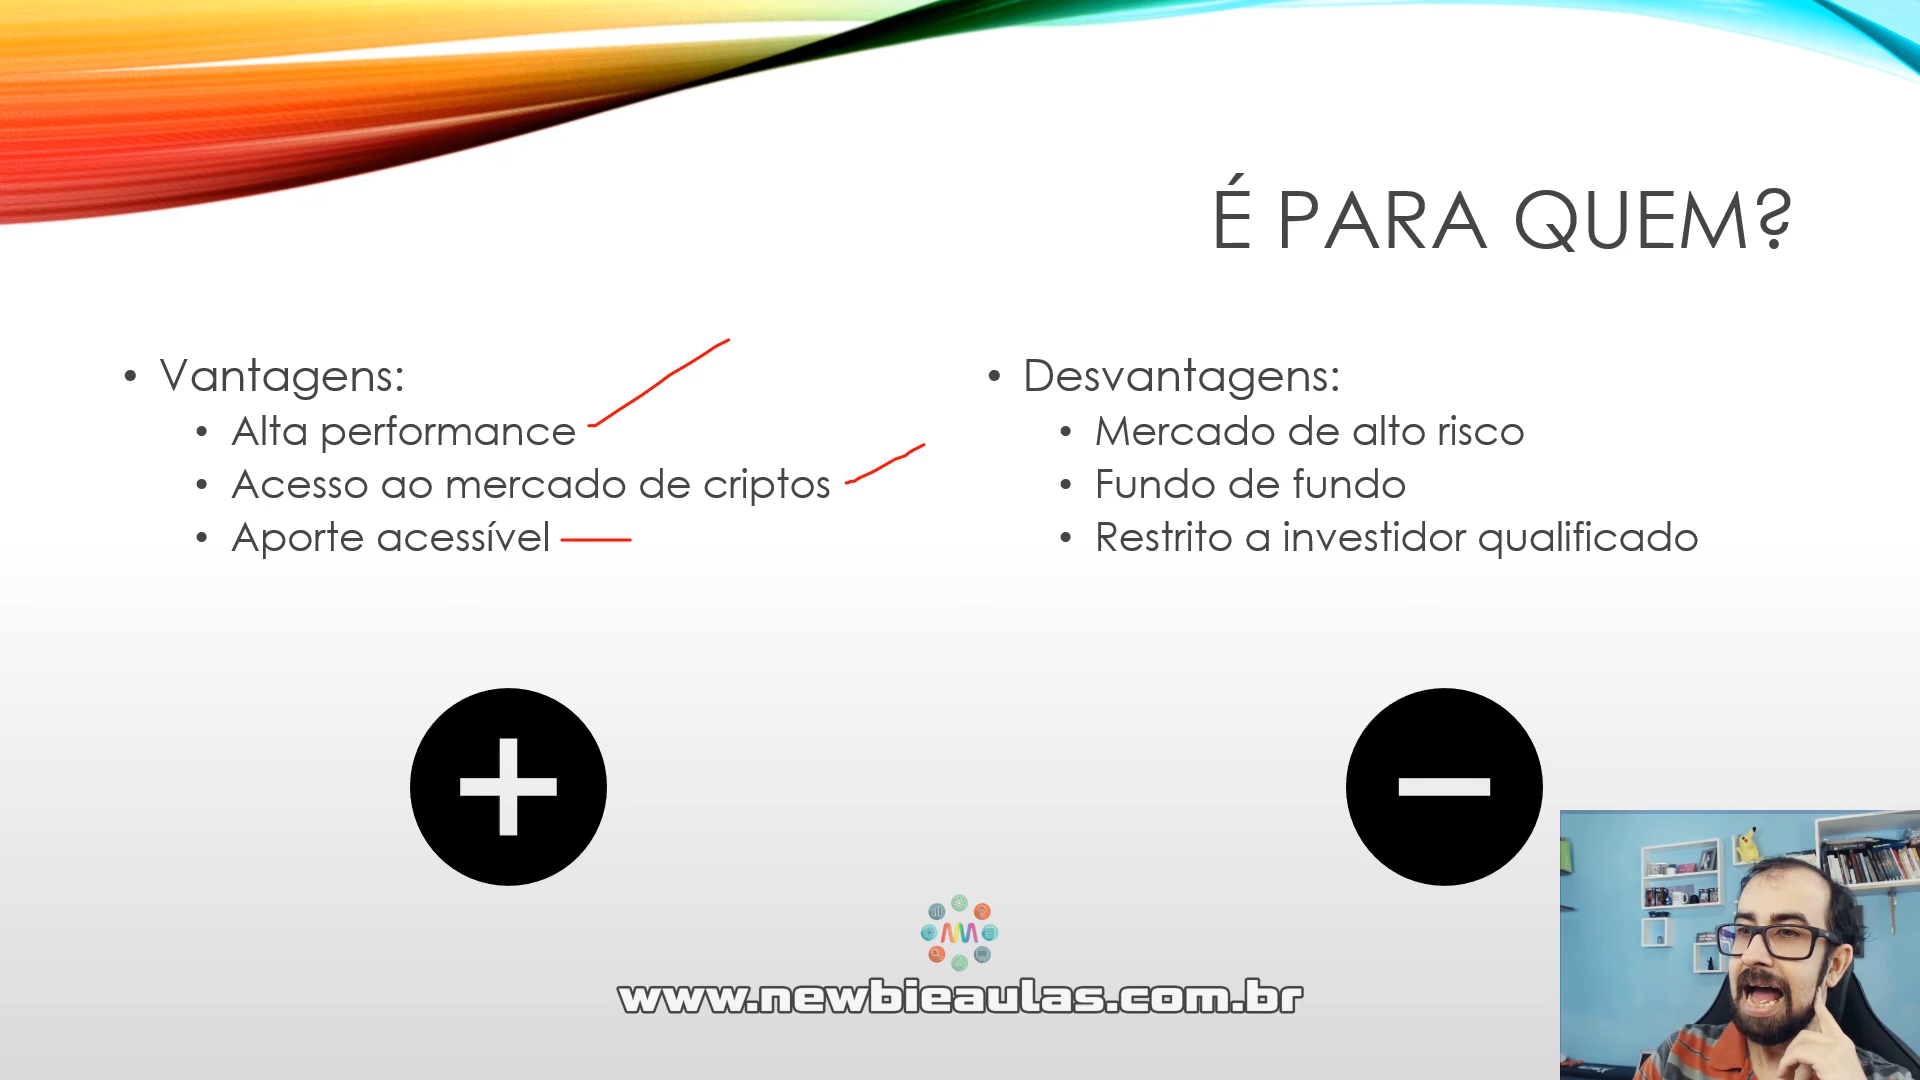 É PARA QUEM?
• Vantagens:
• Alta performance
• Acesso ao mercado de criptos
• Aporte acessível
• Desvantagens:
• Mercado de alto risco
• Fundo de fundo
• Restrito a investidor qualificado
www.newbieaulas.com.br